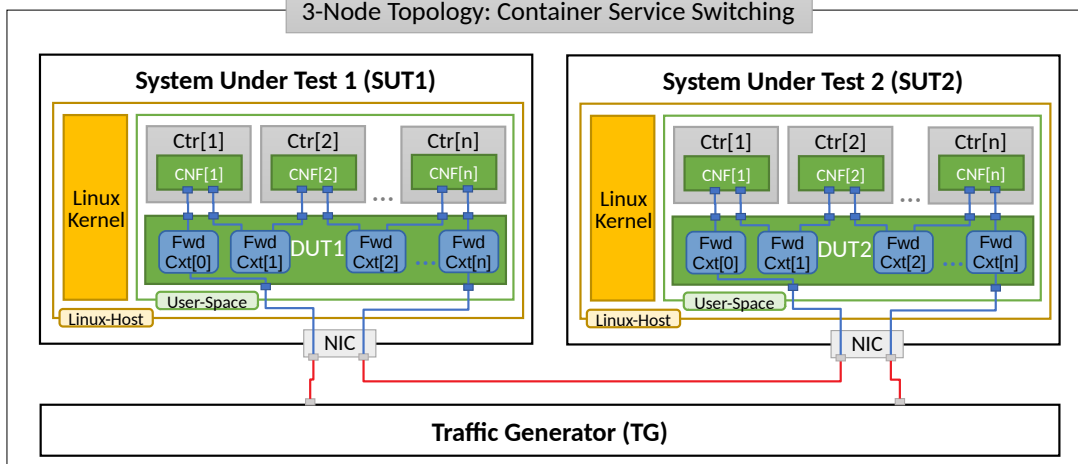 3-Node Topology: Container Service Switching
System Under Test 1 (SUT1)
Linux
Kernel
Ctr[1]
CNF[1]
Ctr[2]
CNF[2]
...
Ctr[n]
CNF[n]
Fwd
Cxt[0]
Fwd
Cxt[1]
DUT1
Fwd
Cxt[2]
...
Fwd
Cxt[n]
User-Space
Linux-Host
NIC
System Under Test 2 (SUT2)
Linux
Kernel
Ctr[1]
CNF[1]
Ctr[2]
CNF[2]
...
Ctr[n]
CNF[n]
Fwd
Cxt[0]
Fwd
Cxt[1]
DUT2
Fwd
Cxt[2]
...
Fwd
Cxt[n]
User-Space
Linux-Host
NIC
Traffic Generator (TG)